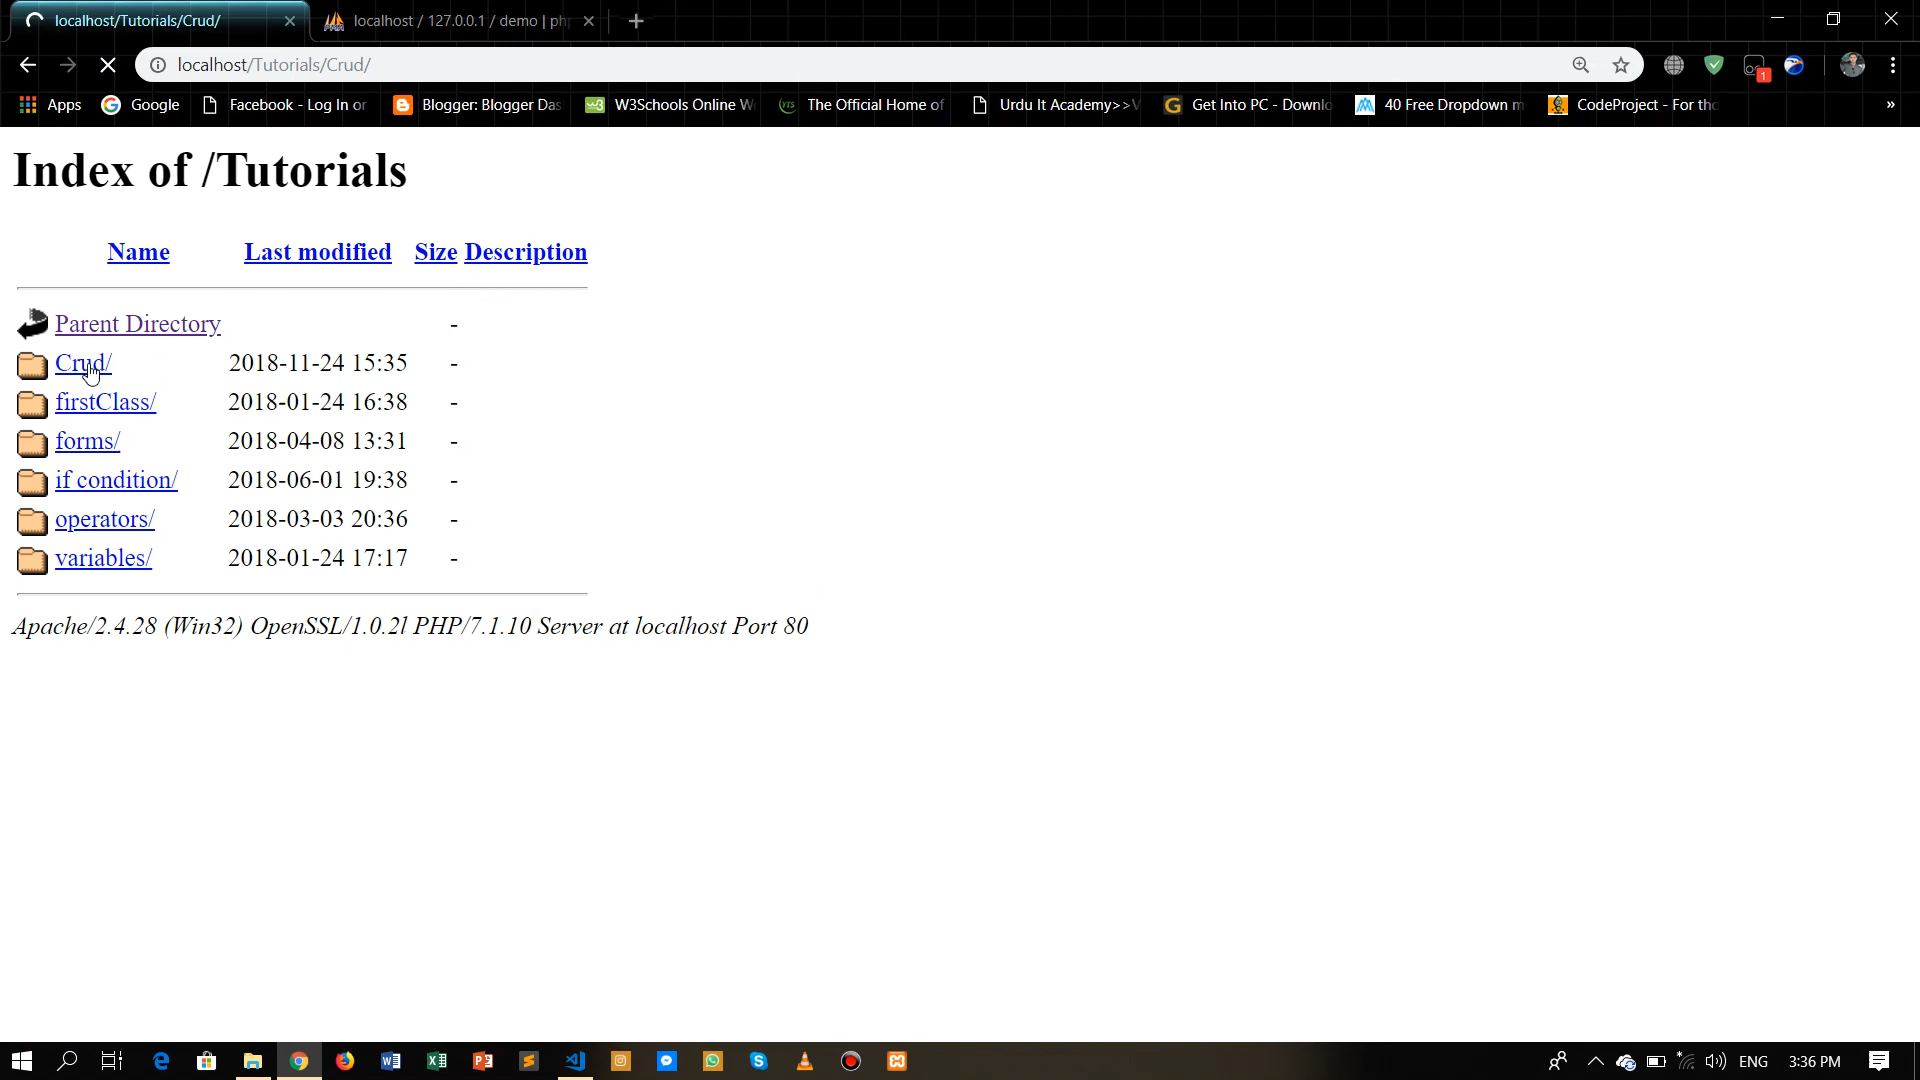 localhost/Tutorials/Crud/
localhost / 127.0.0.1 / demo | ph
localhost/Tutorials/Crud/
1
Apps
Google
Facebook - Log In or
Blogger: Blogger Das
W3Schools Online W
The Official Home of
Urdu It Academy>>V
Get Into PC - Downlo
40 Free Dropdown m
CodeProject - For tho
Index of /Tutorials
Name Last modified Size Description
Parent Directory -
Crud/ 2018-11-24 15:35 -
firstClass/ 2018-01-24 16:38 -
forms/ 2018-04-08 13:31 -
if condition/ 2018-06-01 19:38 -
operators/ 2018-03-03 20:36 -
variables/ 2018-01-24 17:17 -
Apache/2.4.28 (Win32) OpenSSL/1.0.2l PHP/7.1.10 Server at localhost Port 80
ENG
3:36 PM